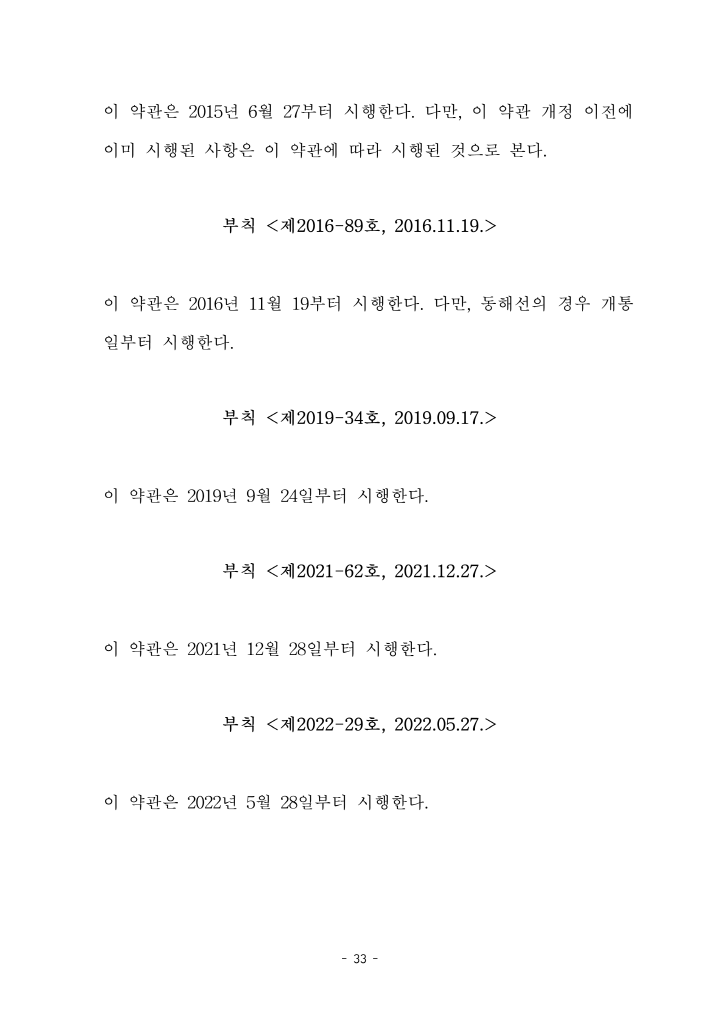 이 약관은 2015년 6월 27부터 시행한다. 다만, 이 약관 개정 이전에
이미 시행된 사항은 이 약관에 따라 시행된 것으로 본다.
부칙 <제2016-89호, 2016.11.19.>
이 약관은 2016년 11월 19부터 시행한다. 다만, 동해선의 경우 개통
일부터 시행한다.
부칙 <제2019-34호, 2019.09.17.>
이 약관은 2019년 9월 24일부터 시행한다.
부칙 <제2021-62호, 2021.12.27.>
이 약관은 2021년 12월 28일부터 시행한다.
부칙 <제2022-29호, 2022.05.27.>
이 약관은 2022년 5월 28일부터 시행한다.
- 33 -